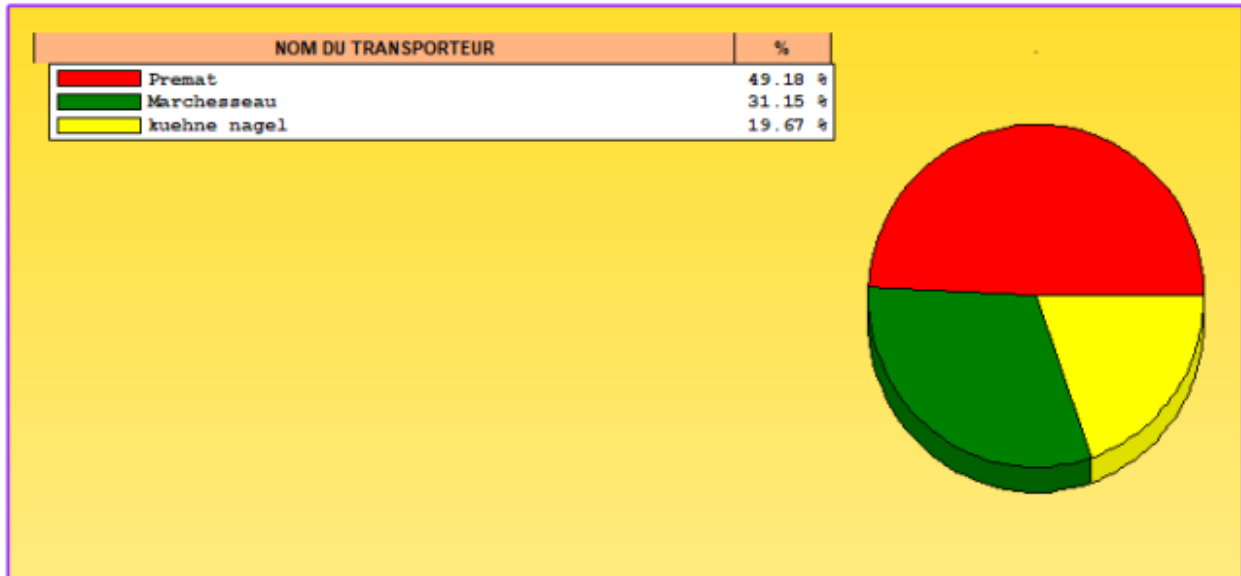 NOM DU TRANSPORTEUR %
Premat 49.18 %
Marchesseau 31.15 %
kuehne nagel 19.67 %